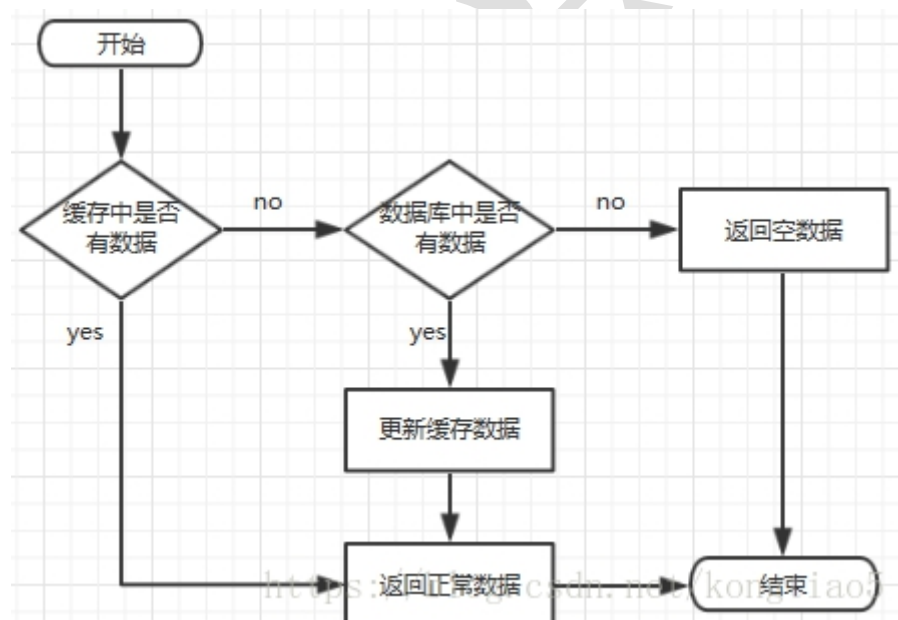 开始
缓存中是否
有数据
no
数据库中是否
有数据
no
返回空数据
yes
yes
更新缓存数据
返回正常数据
结束